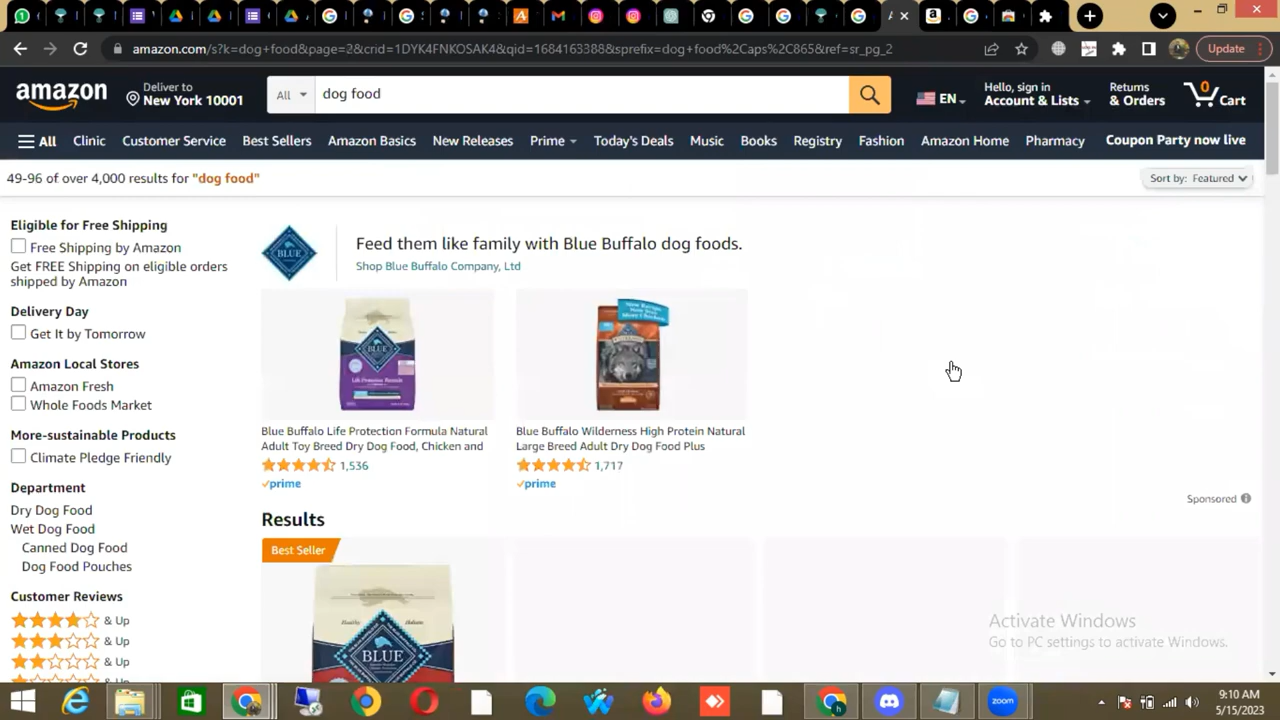 amazon.com/s?k=dog+food&page=2&crid=1DYK4FNKOSAK4&qid=1684163388&sprefix=dog+food%2Caps%2C865&ref=sr_pg_2
Update
amazon
Deliver to
New York 10001
All
dog food
EN
Hello, sign in
Account & Lists
Returns
& Orders
0
Cart
All
Clinic
Customer Service
Best Sellers
Amazon Basics
New Releases
Prime
Today's Deals
Music
Books
Registry
Fashion
Amazon Home
Pharmacy
Coupon Party now live
49-96 of over 4,000 results for "dog food"
Sort by: Featured
Eligible for Free Shipping
Free Shipping by Amazon
Get FREE Shipping on eligible orders
shipped by Amazon
Delivery Day
Get It by Tomorrow
Amazon Local Stores
Amazon Fresh
Whole Foods Market
More-sustainable Products
Climate Pledge Friendly
Department
Dry Dog Food
Wet Dog Food
Canned Dog Food
Dog Food Pouches
Customer Reviews
& Up
& Up
& Up
BLUE
Feed them like family with Blue Buffalo dog foods.
Shop Blue Buffalo Company, Ltd
BLUE
Life Protection Formula
Blue Buffalo Life Protection Formula Natural
Adult Toy Breed Dry Dog Food, Chicken and
1,536
prime
Blue Buffalo Wilderness High Protein Natural
Large Breed Adult Dry Dog Food Plus
1,717
prime
Sponsored
Results
Best Seller
BLUE
Activate Windows
Go to PC settings to activate Windows.
zoom
9:10 AM
5/15/2023